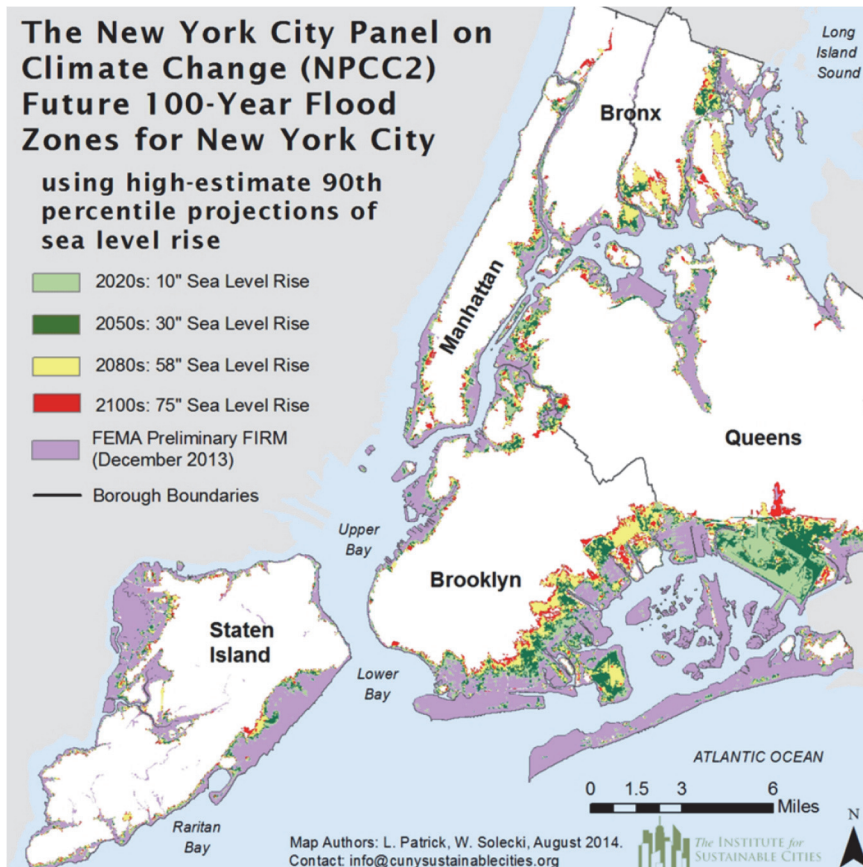 The New York City Panel on
Climate Change (NPCC2)
Future 100-Year Flood
Zones for New York City
using high-estimate 90th
percentile projections of
sea level rise
2020s: 10" Sea Level Rise
2050s: 30" Sea Level Rise
2080s: 58" Sea Level Rise
2100s: 75" Sea Level Rise
FEMA Preliminary FIRM
(December 2013)
Borough Boundaries
Long
Island
Sound
Bronx
Manhattan
Queens
Upper
Bay
Brooklyn
Staten
Island
Lower
Bay
ATLANTIC OCEAN
0 1.5 3 6
Miles
N
Raritan
Bay
Map Authors: L. Patrick, W. Solecki, August 2014.
Contact: info@cunysustainablecities.org
The INSTITUTE for
SUSTAINABLE CITIES